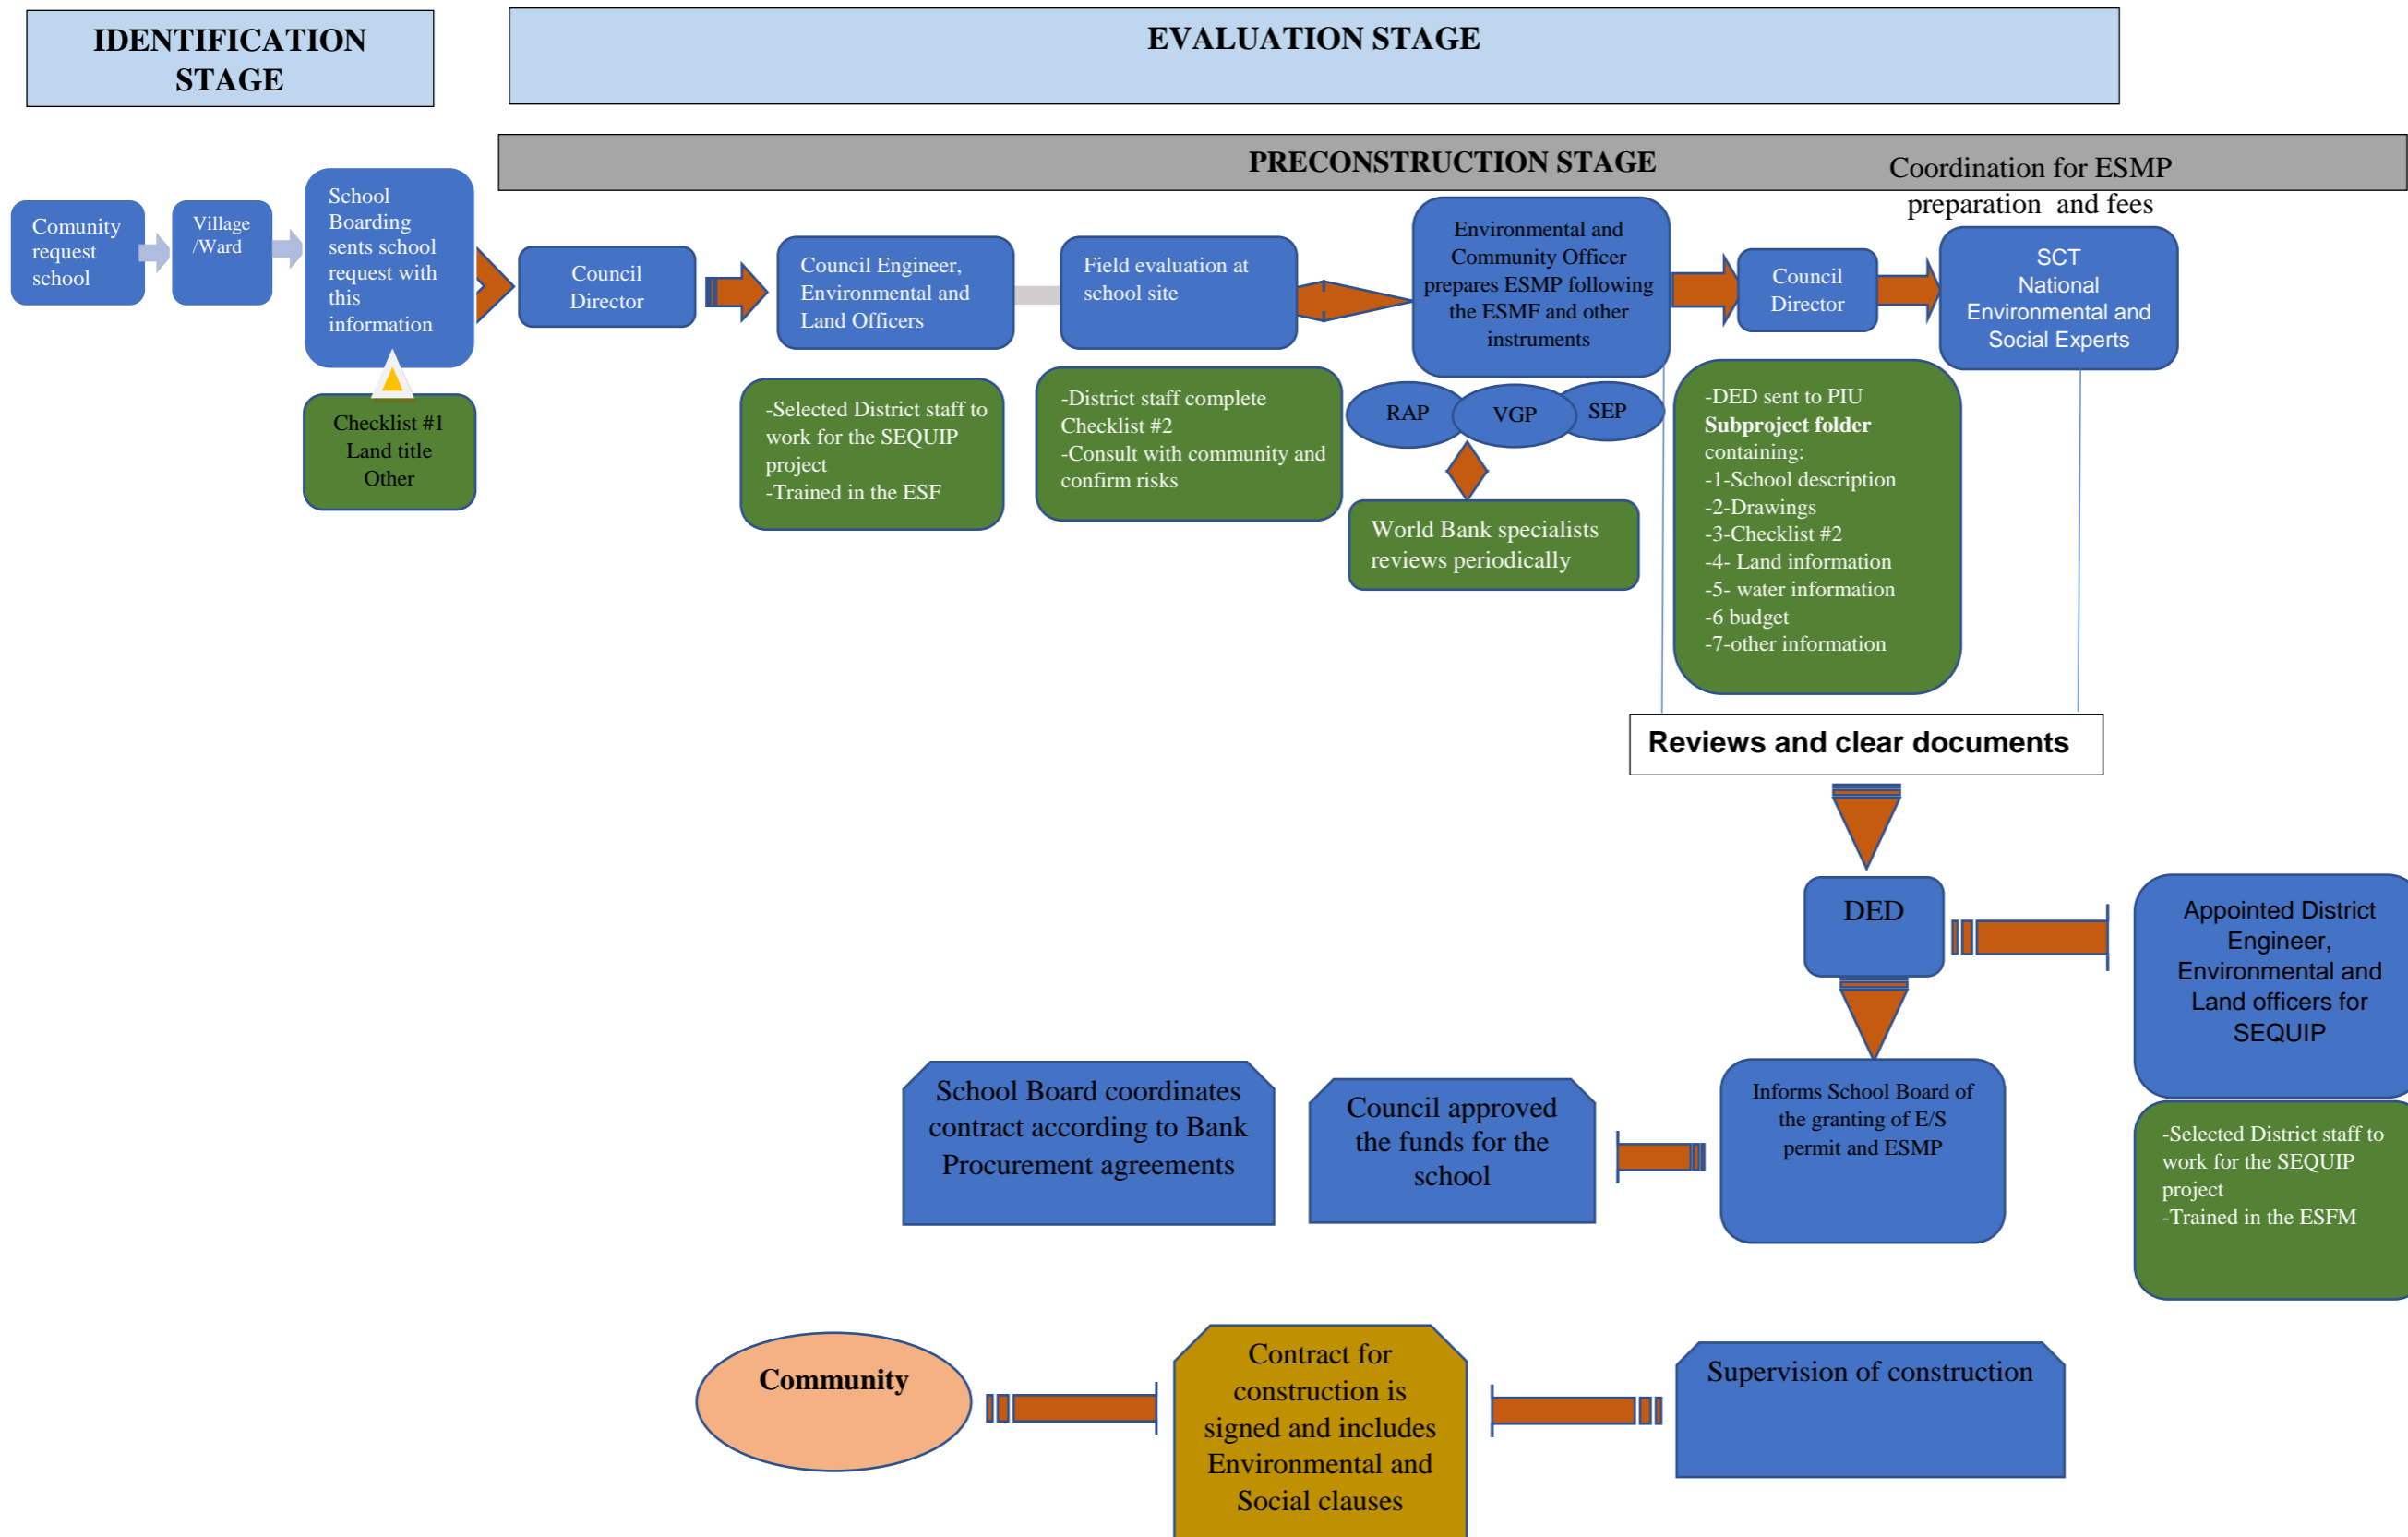 IDENTIFICATION
STAGE
EVALUATION STAGE
PRECONSTRUCTION STAGE
Coordination for ESMP
preparation and fees
Comunity
request
school
Village
/Ward
School
Boarding
sents school
request with
this
information
Council
Director
Council Engineer,
Environmental and
Land Officers
Field evaluation at
school site
Environmental and
Community Officer
prepares ESMP following
the ESMF and other
instruments
Council
Director
SCT
National
Environmental and
Social Experts
Checklist #1
Land title
Other
-Selected District staff to
work for the SEQUIP
project
-Trained in the ESF
-District staff complete
Checklist #2
-Consult with community and
confirm risks
RAP
VGP
SEP
World Bank specialists
reviews periodically
-DED sent to PIU
Subproject folder
containing:
-1-School description
-2-Drawings
-3-Checklist #2
-4- Land information
-5- water information
-6 budget
-7-other information
Reviews and clear documents
DED
Appointed District
Engineer,
Environmental and
Land officers for
SEQUIP
-Selected District staff to
work for the SEQUIP
project
-Trained in the ESFM
School Board coordinates
contract according to Bank
Procurement agreements
Council approved
the funds for the
school
Informs School Board of
the granting of E/S
permit and ESMP
Community
Contract for
construction is
signed and includes
Environmental and
Social clauses
Supervision of construction